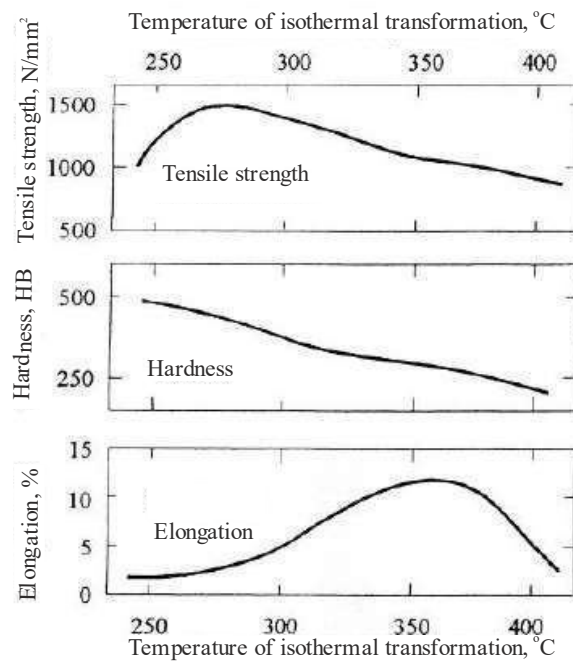 Temperature of isothermal transformation, °C
250 300 350 400
Tensile strength, N/mm²
1500
1000
500
Tensile strength
Hardness, HB
500
250
Hardness
Elongation, %
15
10
5
0
Elongation
250 300 350 400
Temperature of isothermal transformation, °C